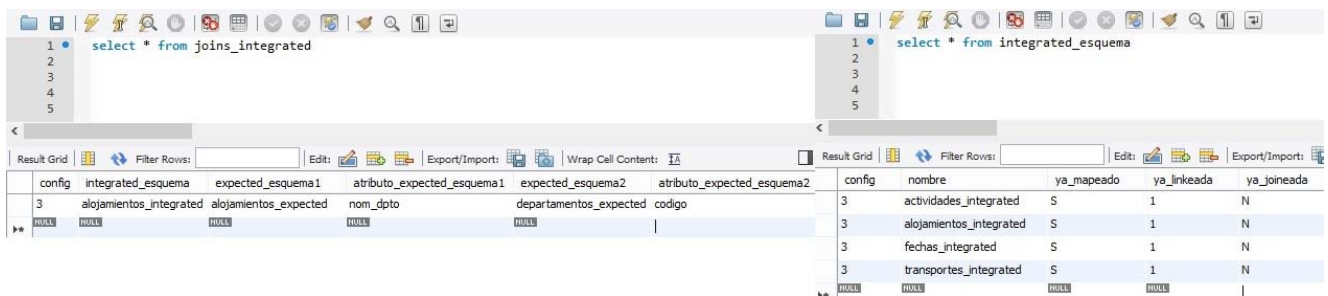 1 select * from joins_integrated
2
3
4
5
Result Grid Filter Rows: Edit: Export/Import: Wrap Cell Content: IA
config integrated_esquema expected_esquema1 atributo_expected_esquema1 expected_esquema2 atributo_expected_esquema2
3 alojamientos_integrated alojamientos_expected nom_dpto departamentos_expected codigo
NULL NULL NULL NULL NULL
1 select * from integrated_esquema
2
3
4
5
Result Grid Filter Rows: Edit: Export/Import:
config nombre ya_mapeado ya_linkeada ya_joineada
3 actividades_integrated S 1 N
3 alojamientos_integrated S 1 N
3 fechas_integrated S 1 N
3 transportes_integrated S 1 N
NULL NULL NULL NULL